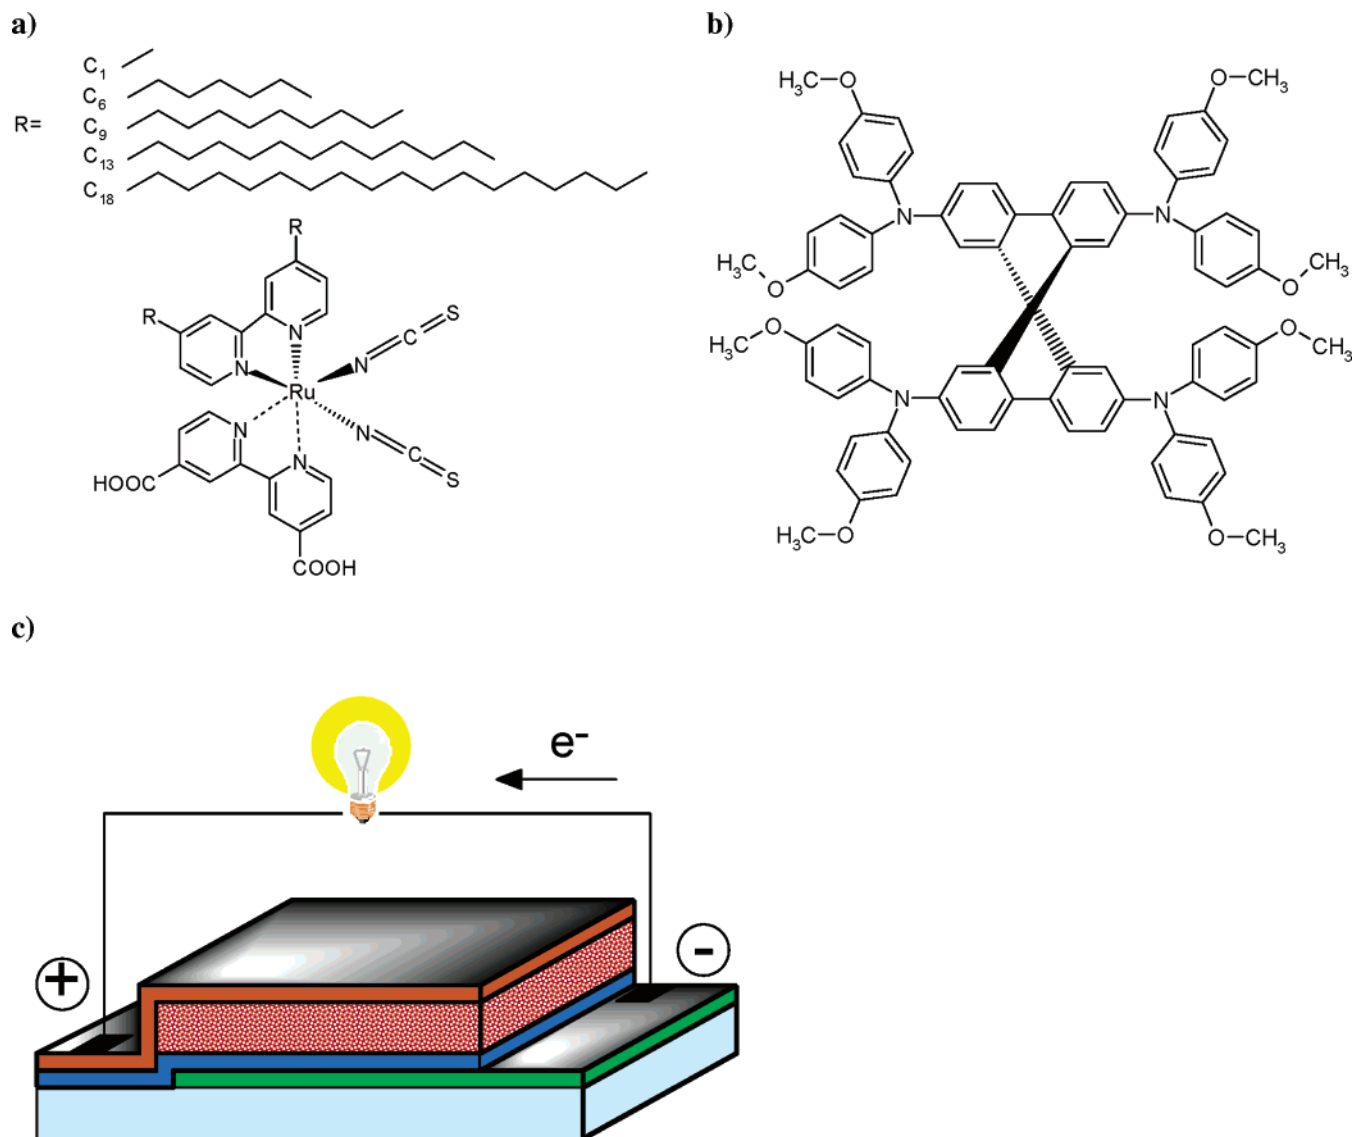 a)
C1
C6
R= C9
C13
C18
R
R
S
C
N
N
N
Ru
N
N
C
S
HOOC
COOH
b)
H3C O
O CH3
N
N
H3C O
O CH3
H3C O
O CH3
N
N
H3C O
O CH3
c)
e-
+
-